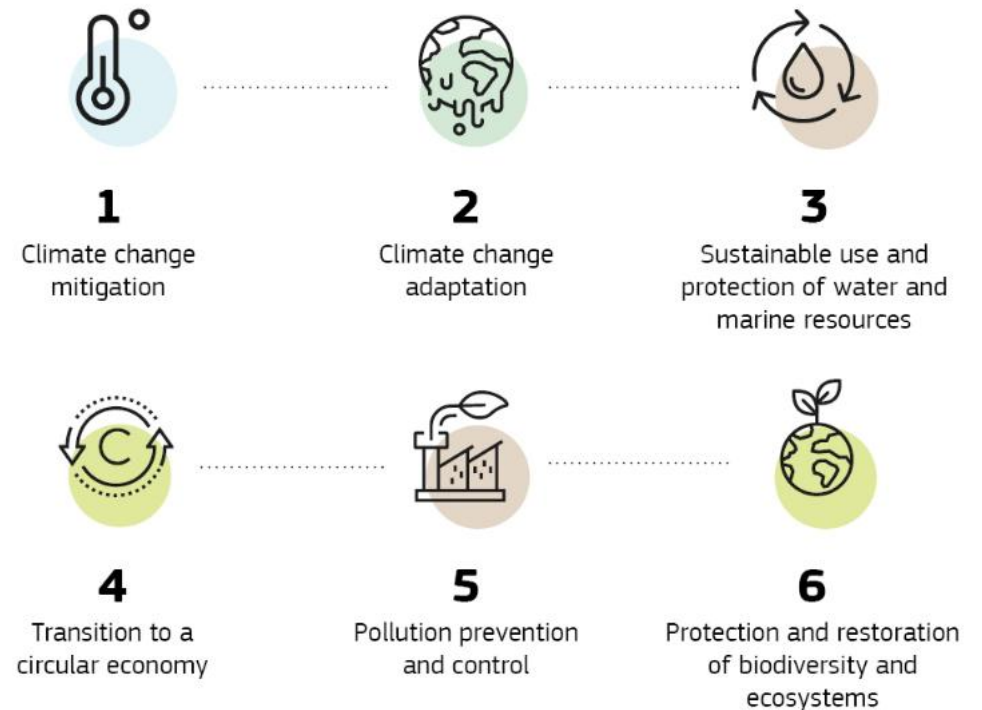 1
Climate change
mitigation
2
Climate change
adaptation
3
Sustainable use and
protection of water and
marine resources
C
4
Transition to a
circular economy
5
Pollution prevention
and control
6
Protection and restoration
of biodiversity and
ecosystems